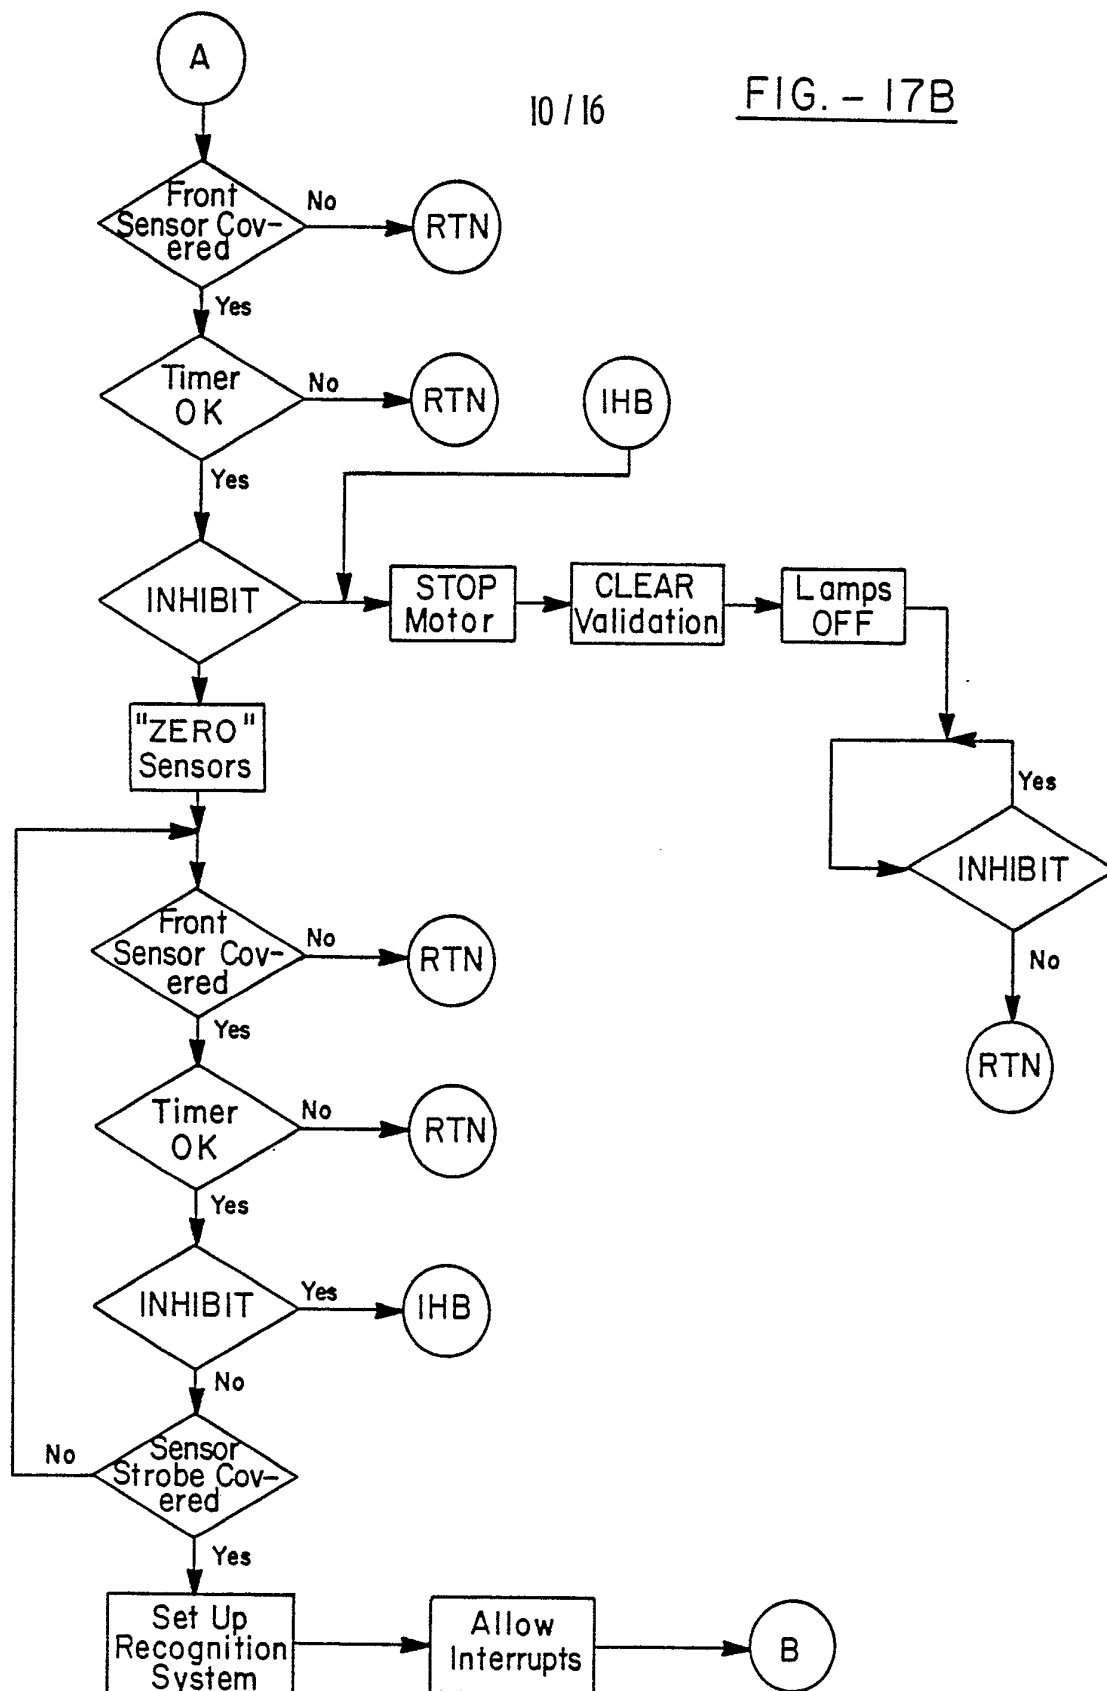 A
10 / 16
FIG. - 17B
Front
Sensor Cov-
ered
No
RTN
Yes
Timer
OK
No
RTN
IHB
Yes
INHIBIT
STOP
Motor
CLEAR
Validation
Lamps
OFF
"ZERO"
Sensors
Yes
INHIBIT
No
RTN
Front
Sensor Cov-
ered
No
RTN
Yes
Timer
OK
No
RTN
Yes
INHIBIT
Yes
IHB
No
Sensor
Strobe Cov-
ered
No
Yes
Set Up
Recognition
System
Allow
Interrupts
B